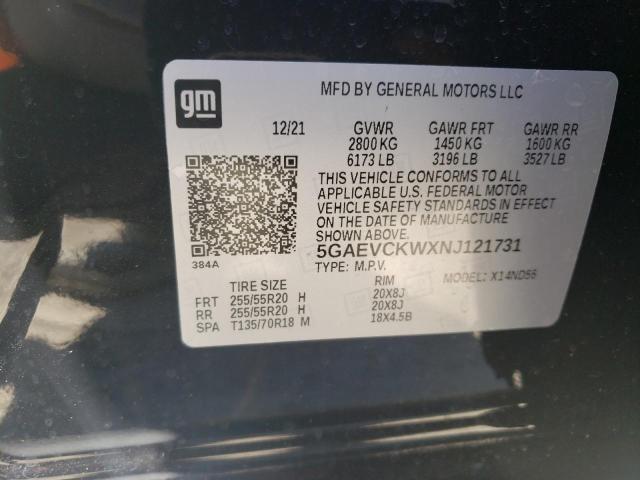 gm
MFD BY GENERAL MOTORS LLC
12/21 GVWR GAWR FRT GAWR RR
2800 KG 1450 KG 1600 KG
6173 LB 3196 LB 3527 LB
THIS VEHICLE CONFORMS TO ALL
APPLICABLE U.S. FEDERAL MOTOR
VEHICLE SAFETY STANDARDS IN EFFECT
ON THE DATE OF MANUFACTURE
SHOWN ABOVE.
384A 5GAEVCKWXNJ121731
TYPE: M.P.V. MODEL: X14ND56
TIRE SIZE RIM
FRT 255/55R20 H 20X8J
RR 255/55R20 H 20X8J
SPA T135/70R18 M 18X4.5B